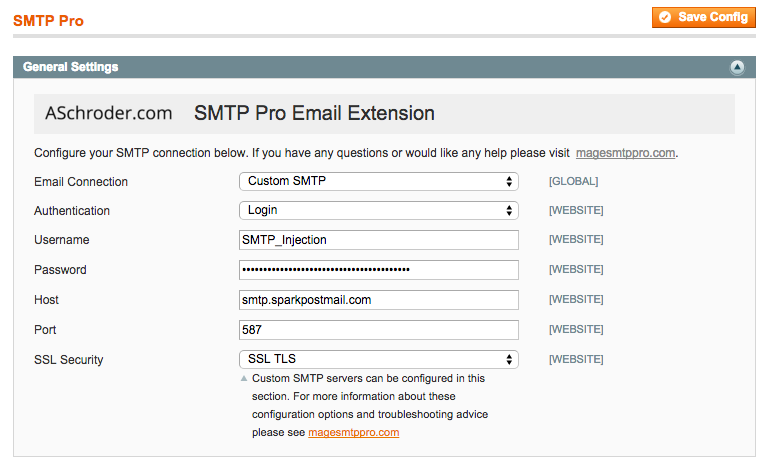 SMTP Pro
Save Config
General Settings
ASchroder.com SMTP Pro Email Extension
Configure your SMTP connection below. If you have any questions or would like any help please visit magesmtppro.com.
Email Connection Custom SMTP [GLOBAL]
Authentication Login [WEBSITE]
Username SMTP_Injection [WEBSITE]
Password •••••••••••••••••••••••••••••••••••••••• [WEBSITE]
Host smtp.sparkpostmail.com [WEBSITE]
Port 587 [WEBSITE]
SSL Security SSL TLS [WEBSITE]
Custom SMTP servers can be configured in this
section. For more information about these
configuration options and troubleshooting advice
please see magesmtppro.com